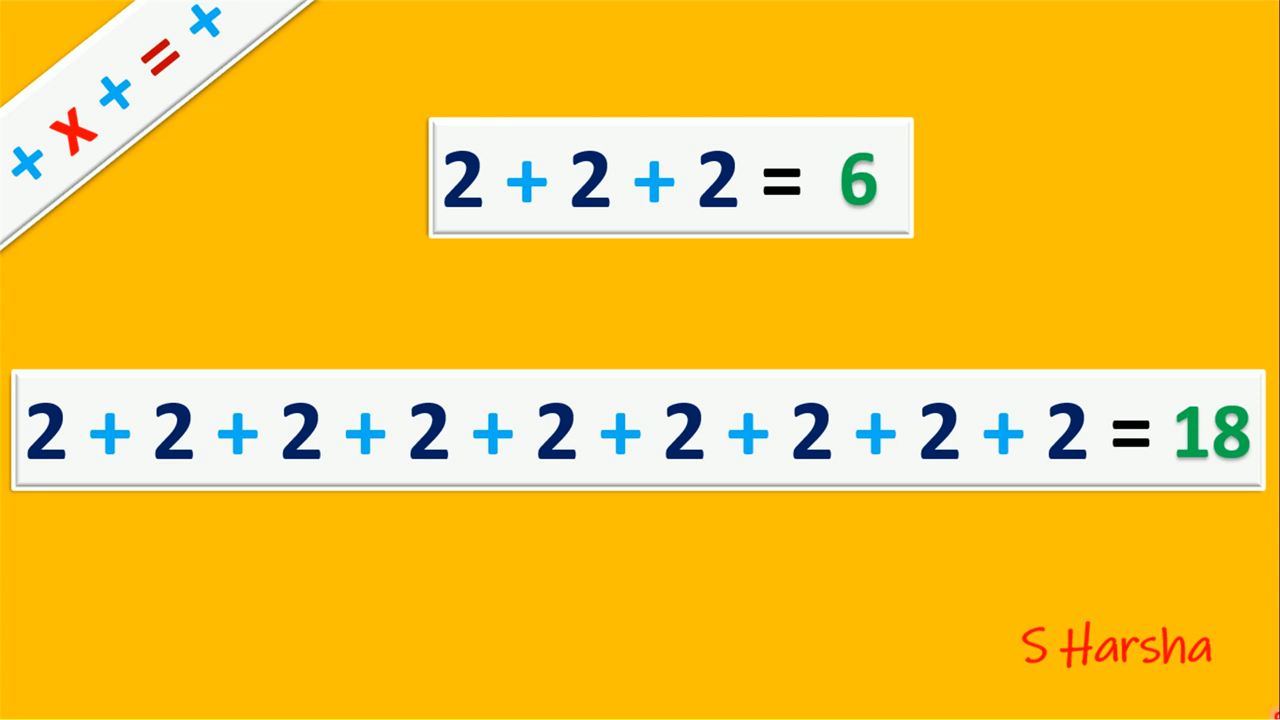 + x + = +
2 + 2 + 2 = 6
2 + 2 + 2 + 2 + 2 + 2 + 2 + 2 + 2 = 18
S Harsha